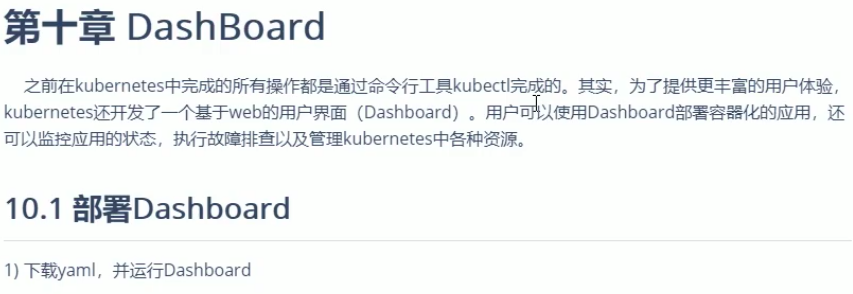 第十章 DashBoard
之前在kubernetes中完成的所有操作都是通过命令行工具kubectl完成的。其实，为了提供更丰富的用户体验，
kubernetes还开发了一个基于web的用户界面（Dashboard）。用户可以使用Dashboard部署容器化的应用，还
可以监控应用的状态，执行故障排查以及管理kubernetes中各种资源。
10.1 部署Dashboard
1) 下载yaml，并运行Dashboard